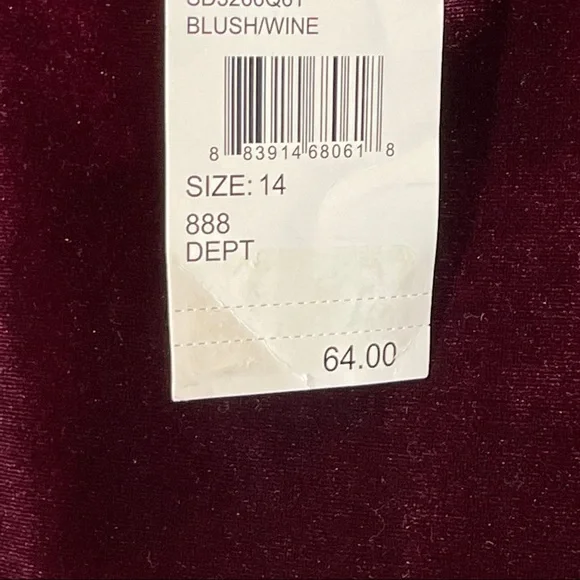 BLUSH/WINE
8 83914 68061 8
SIZE: 14
888
DEPT
64.00